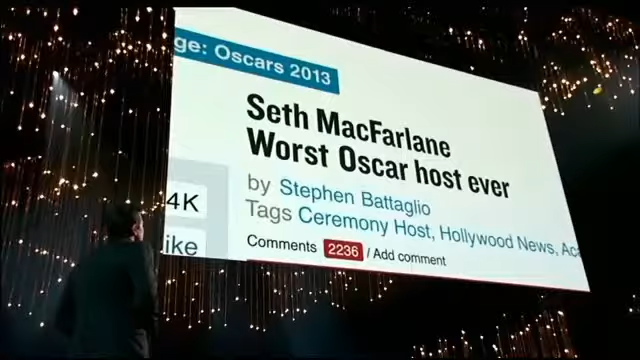 ge: Oscars 2013
Seth MacFarlane
Worst Oscar host ever
by Stephen Battaglio
Tags Ceremony Host, Hollywood News, Aca
4K
ike
Comments 2236 / Add comment